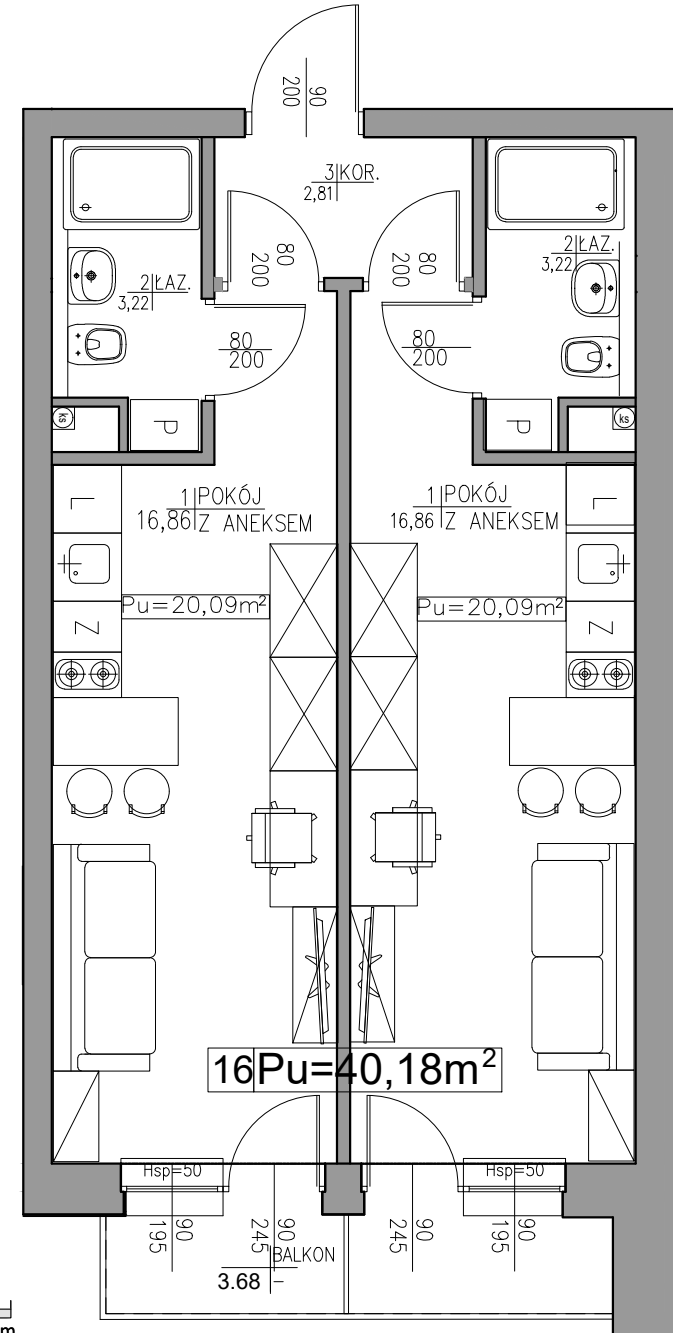 90
200
3 KOR.
2,81
80
200
80
200
2 ŁAZ.
3,22
2 ŁAZ.
3,22
80
200
80
200
ks
P
P
ks
L
1 POKÓJ
16,86 Z ANEKSEM
1 POKÓJ
16,86 Z ANEKSEM
L
Pu=20,09m²
Pu=20,09m²
Z
Z
16 Pu=40,18m²
Hsp=50
Hsp=50
90
195
90
245
90
245
90
195
BALKON
3.68 –
m